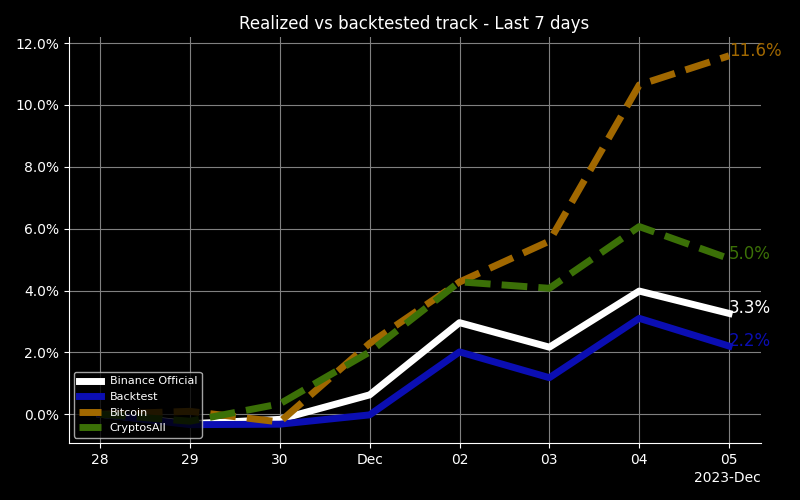 Realized vs backtested track - Last 7 days
12.0%
10.0%
8.0%
6.0%
4.0%
2.0%
0.0%
11.6%
5.0%
3.3%
2.2%
Binance Official
Backtest
Bitcoin
CryptosAll
28 29 30 Dec 02 03 04 05
2023-Dec